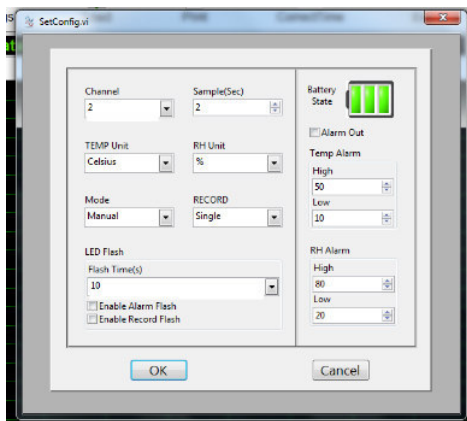 SetConfig.vi
Channel
2
Sample(Sec)
2
TEMP Unit
Celsius
RH Unit
%
Mode
Manual
RECORD
Single
LED Flash
Flash Time(s)
10
Enable Alarm Flash
Enable Record Flash
Battery
State
Alarm Out
Temp Alarm
High
50
Low
10
RH Alarm
High
80
Low
20
OK
Cancel